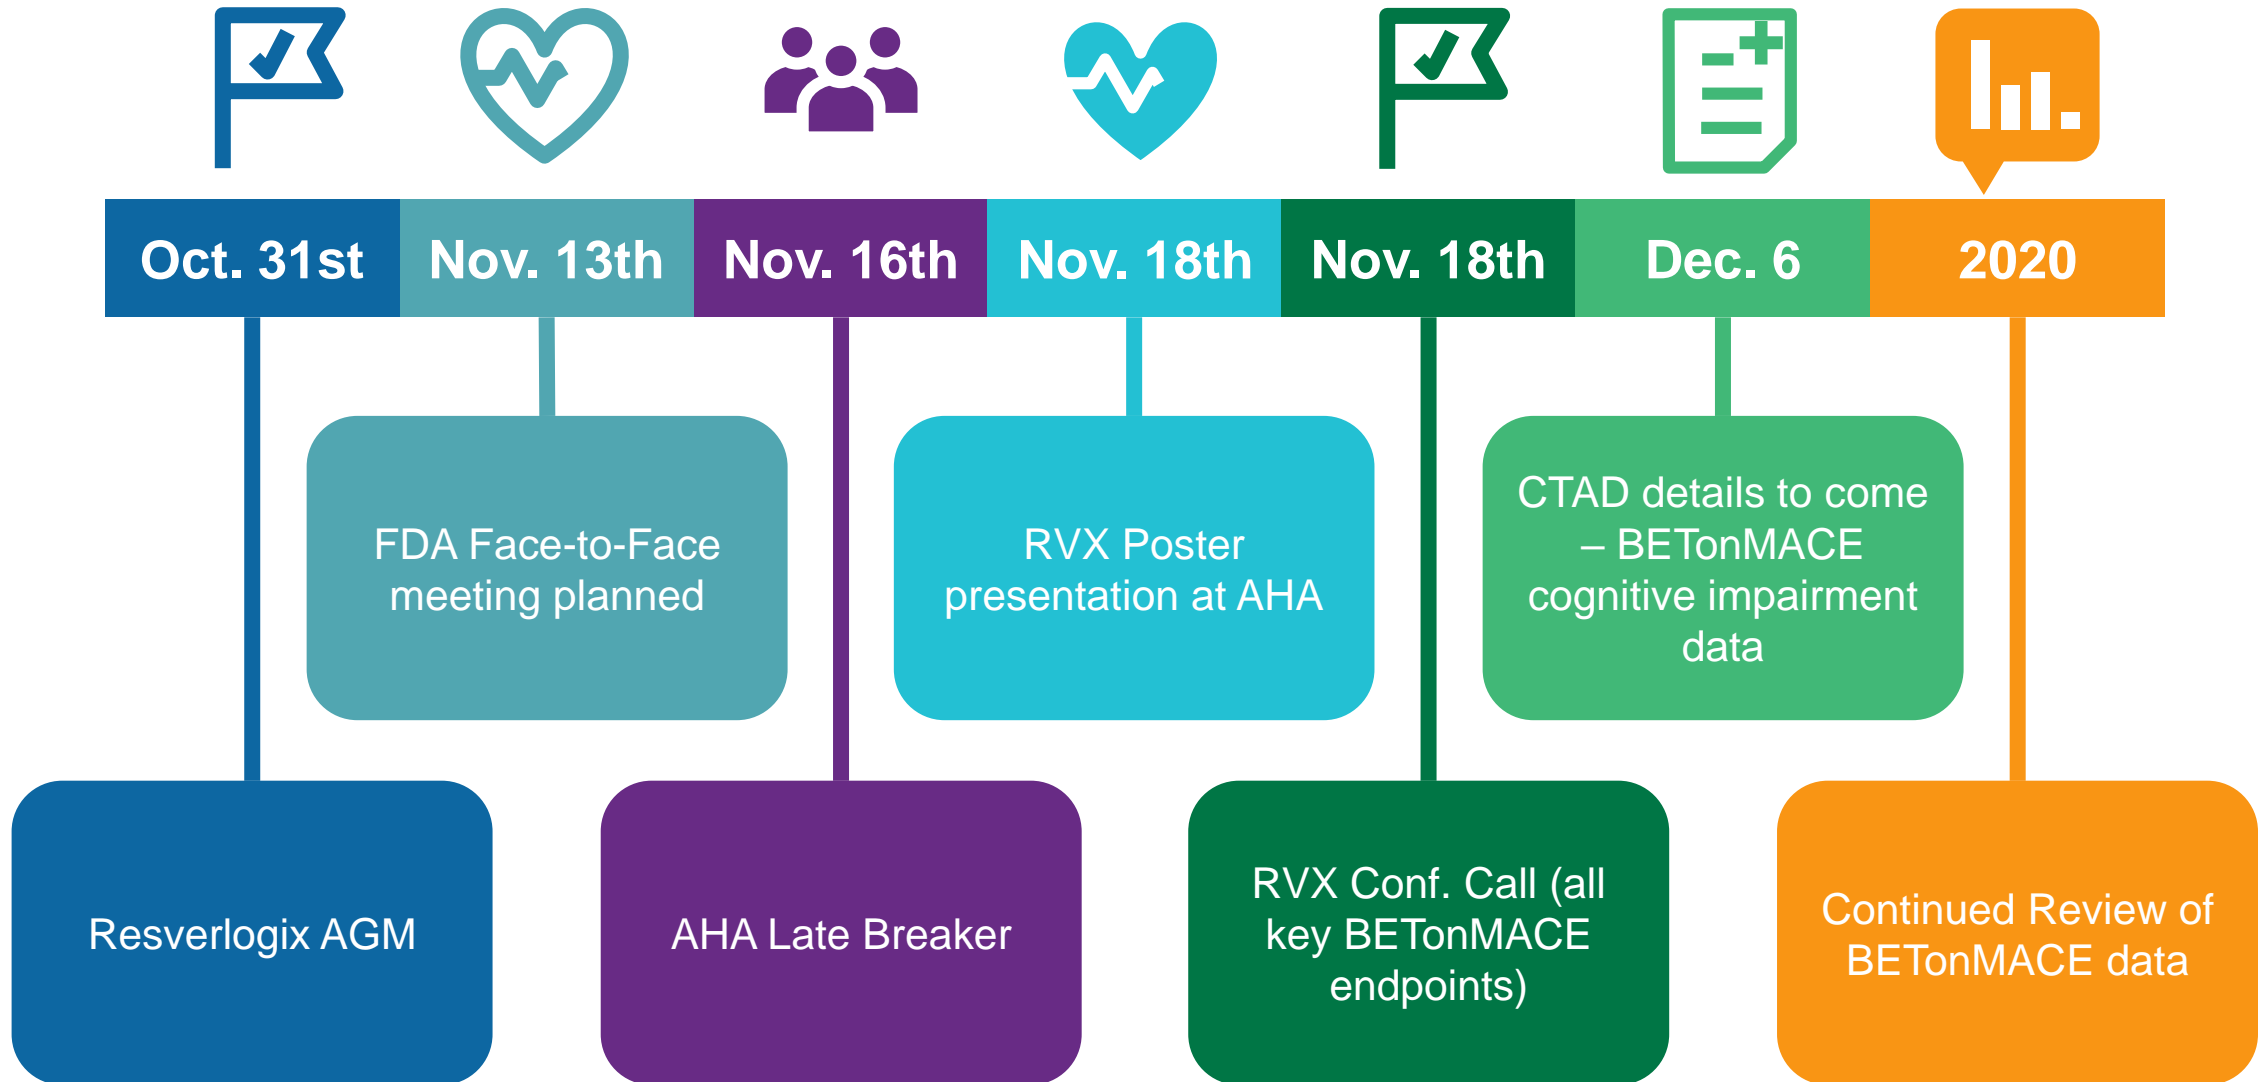 Oct. 31st
Nov. 13th
Nov. 16th
Nov. 18th
Nov. 18th
Dec. 6
2020
FDA Face-to-Face
meeting planned
RVX Poster
presentation at AHA
CTAD details to come
– BETonMACE
cognitive impairment
data
Resverlogix AGM
AHA Late Breaker
RVX Conf. Call (all
key BETonMACE
endpoints)
Continued Review of
BETonMACE data